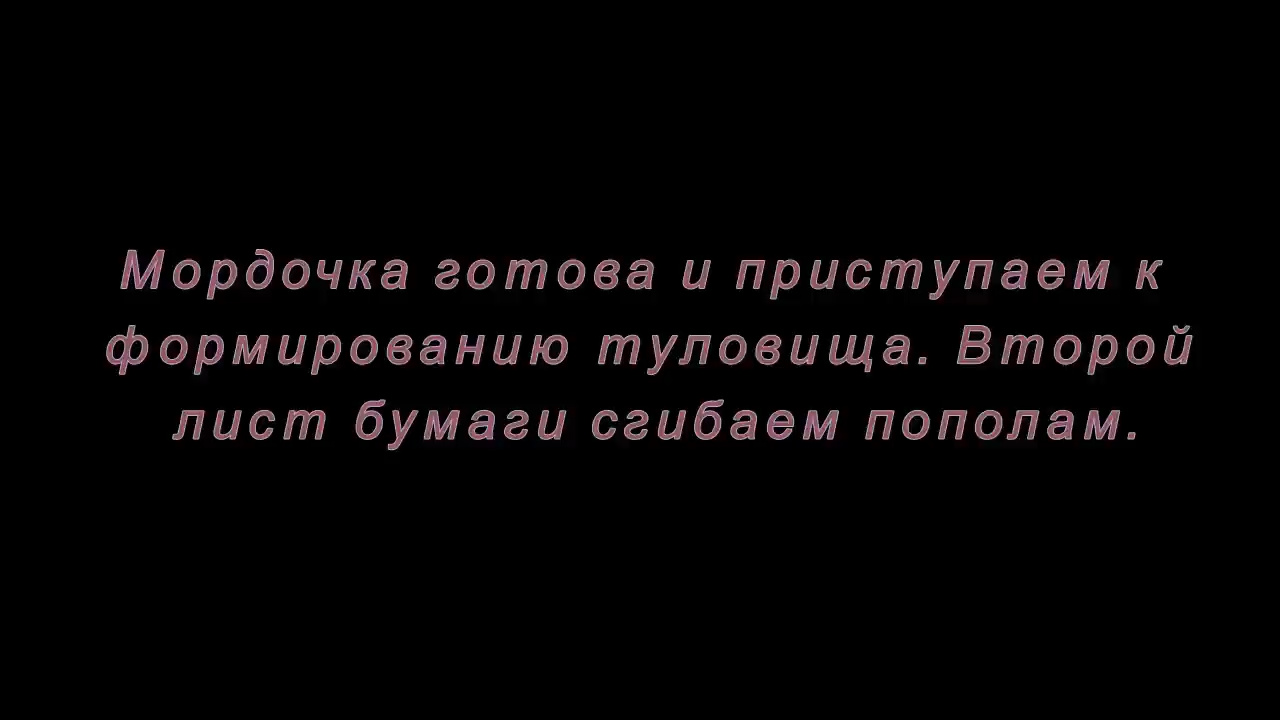 Мордочка готова и приступаем к
формированию туловища. Второй
лист бумаги сгибаем пополам.